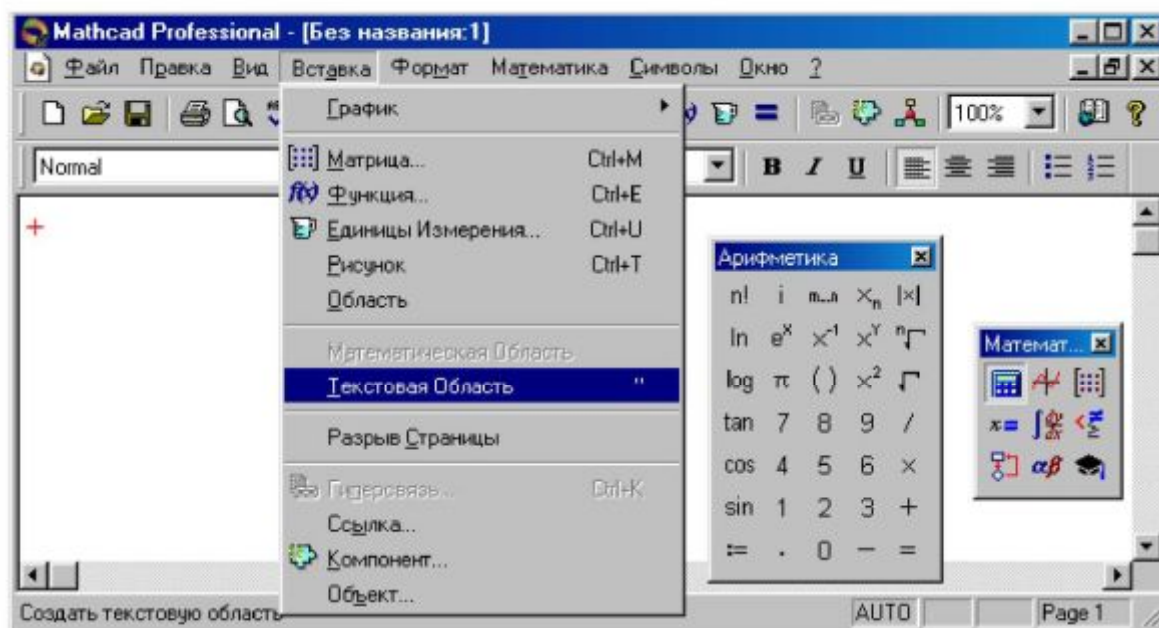 Mathcad Professional - [Без названия:1]
Файл Правка Вид Вставка Формат Математика Символы Окно ?
100%
Normal
B I U
График
Матрица... Ctrl+M
Функция... Ctrl+E
Единицы Измерения... Ctrl+U
Рисунок Ctrl+T
Область
Математическая Область
Текстовая Область "
Разрыв Страницы
Гиперсвязь... Ctrl+K
Ссылка...
Компонент...
Объект...
Арифметика
n! i m..n ×n |×|
ln e^x ×^-1 ×^Y n√
log π ( ) ×^2 √
tan 7 8 9 /
cos 4 5 6 ×
sin 1 2 3 +
:= . 0 − =
Математ...
x= ∫ dy/dx <≠≥
αβ
Создать текстовую область
AUTO
Page 1